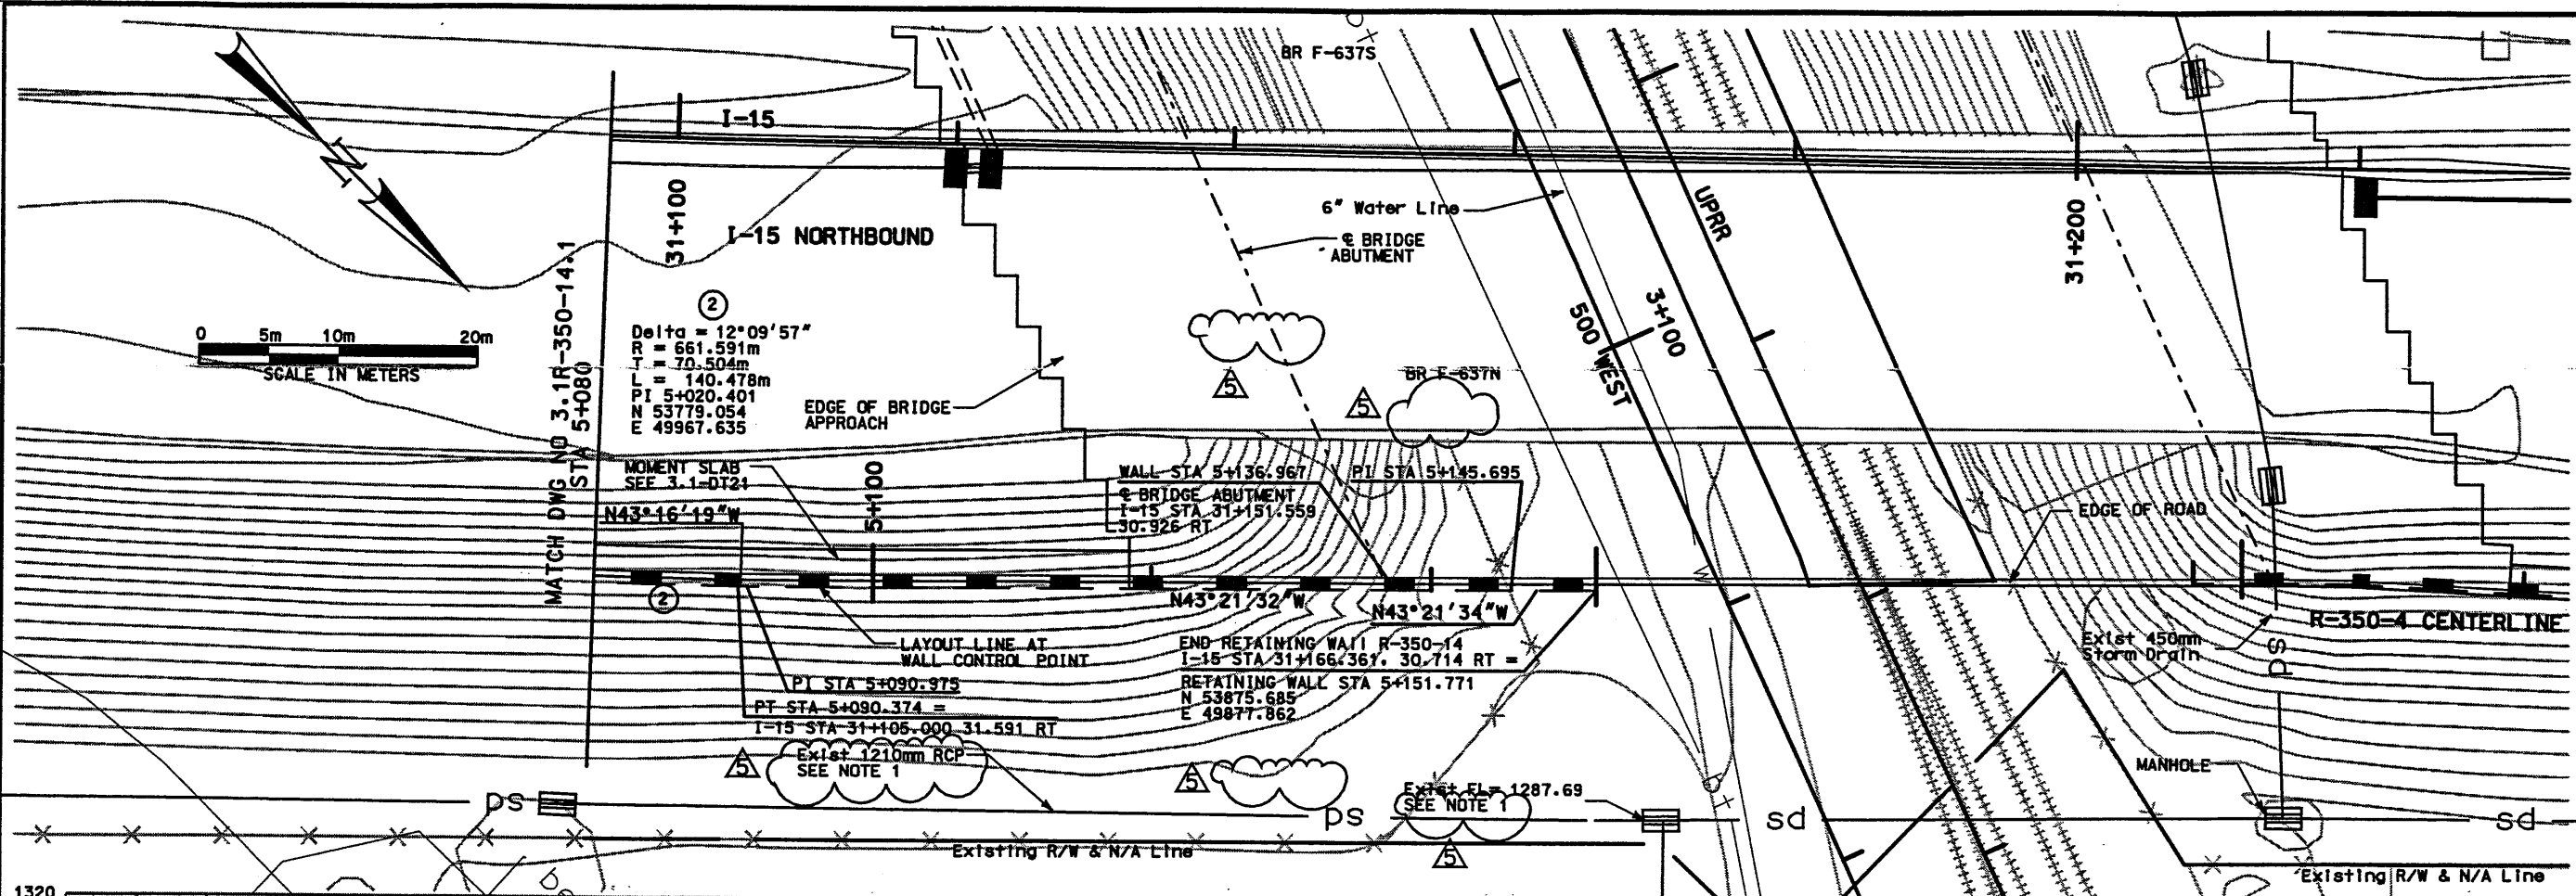 BR F-637S
I-15
N
31+100
I-15 NORTHBOUND
6" Water Line
℄ BRIDGE
ABUTMENT
UPRR
31+200
MATCH DWG NO 3.1R-350-14.1
STA 5+080
0 5m 10m 20m
SCALE IN METERS
2
Delta = 12°09'57"
R = 661.591m
T = 70.504m
L = 140.478m
PI 5+020.401
N 53779.054
E 49967.635
EDGE OF BRIDGE
APPROACH
5
5
BR F-637N
500 WEST
3+100
MOMENT SLAB
SEE 3.1-DT21
N43°16'19"W
5+100
WALL STA 5+136.967
℄ BRIDGE ABUTMENT
I-15 STA 31+151.559
30.926 RT
PI STA 5+145.695
EDGE OF ROAD
2
N43°21'32"W
N43°21'34"W
W
R-350-4 CENTERLINE
LAYOUT LINE AT
WALL CONTROL POINT
PI STA 5+090.975
PT STA 5+090.374 =
I-15 STA 31+105.000 31.591 RT
END RETAINING WAll R-350-14
I-15 STA 31+166.361, 30.714 RT =
RETAINING WALL STA 5+151.771
N 53875.685
E 49877.862
Exist 450mm
Storm Drain
sd
5
Exist 1210mm RCP
SEE NOTE 1
5
Exist FL= 1287.69
SEE NOTE 1
5
MANHOLE
sd
sd
sd
sd
Existing R/W & N/A Line
Existing R/W & N/A Line
1320